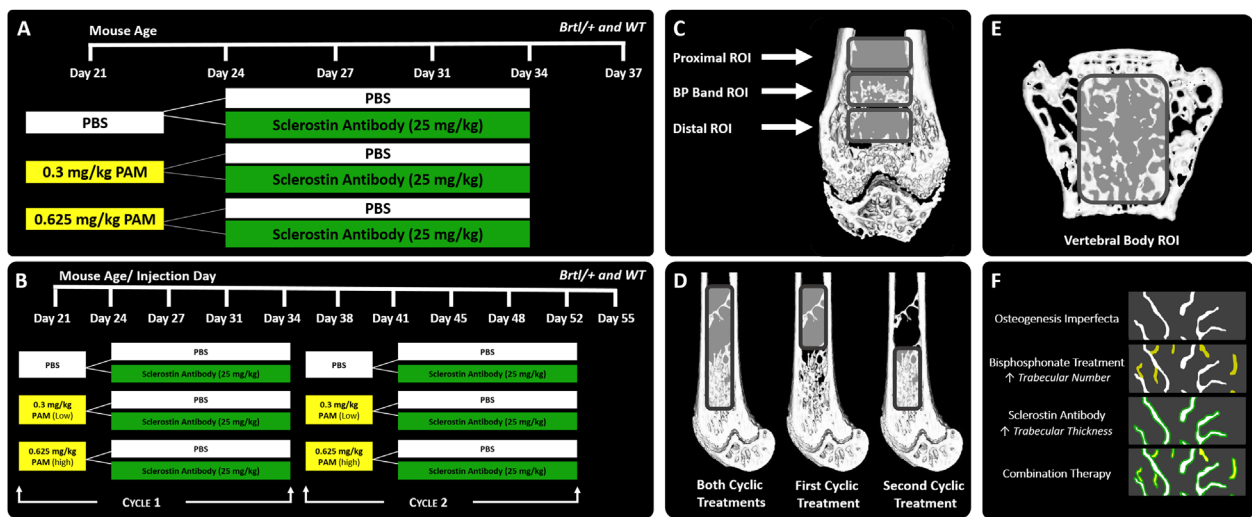 A
Mouse Age
Brtl/+ and WT
Day 21
Day 24
Day 27
Day 31
Day 34
Day 37
PBS
PBS
Sclerostin Antibody (25 mg/kg)
0.3 mg/kg PAM
PBS
Sclerostin Antibody (25 mg/kg)
0.625 mg/kg PAM
PBS
Sclerostin Antibody (25 mg/kg)
B
Mouse Age/ Injection Day
Brtl/+ and WT
Day 21
Day 24
Day 27
Day 31
Day 34
Day 38
Day 41
Day 45
Day 48
Day 52
Day 55
PBS
PBS
Sclerostin Antibody (25 mg/kg)
PBS
PBS
Sclerostin Antibody (25 mg/kg)
0.3 mg/kg
PAM (Low)
PBS
Sclerostin Antibody (25 mg/kg)
0.3 mg/kg
PAM (Low)
PBS
Sclerostin Antibody (25 mg/kg)
0.625 mg/kg
PAM (high)
PBS
Sclerostin Antibody (25 mg/kg)
0.625 mg/kg
PAM (high)
PBS
Sclerostin Antibody (25 mg/kg)
CYCLE 1
CYCLE 2
C
Proximal ROI
BP Band ROI
Distal ROI
D
Both Cyclic
Treatments
First Cyclic
Treatment
Second Cyclic
Treatment
E
Vertebral Body ROI
F
Osteogenesis Imperfecta
Bisphosphonate Treatment
↑ Trabecular Number
Sclerostin Antibody
↑ Trabecular Thickness
Combination Therapy